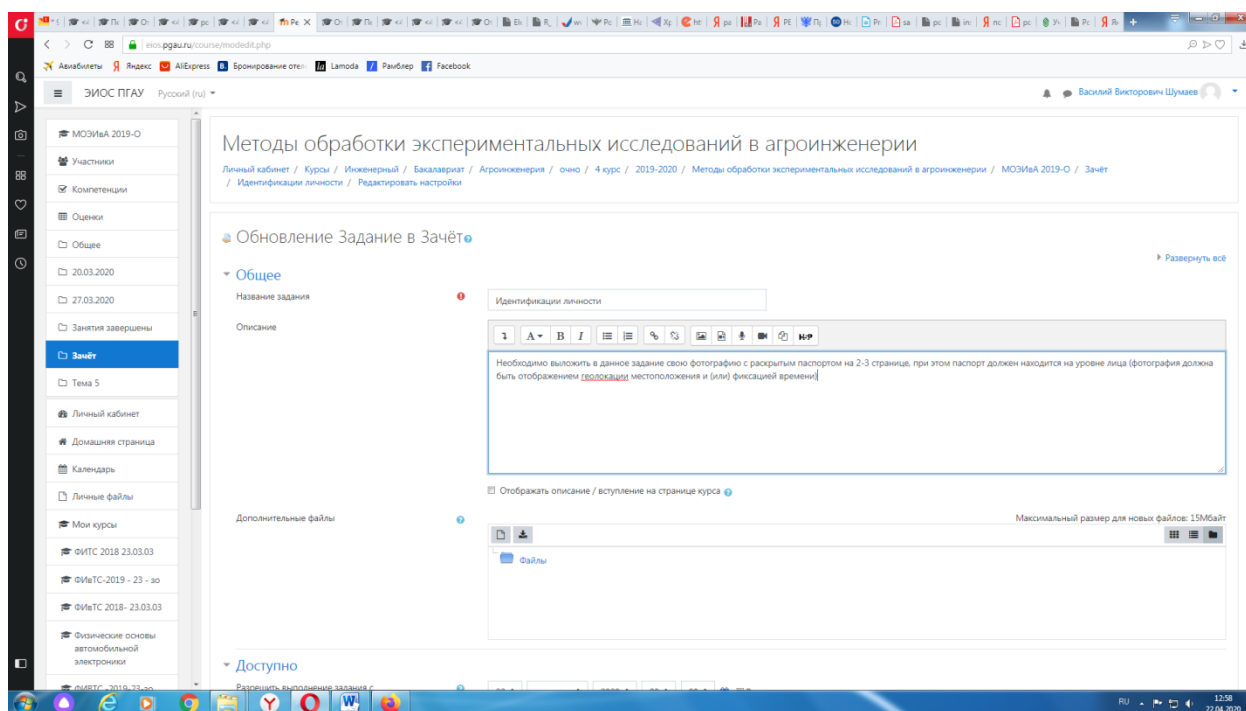 eios.pgau.ru/course/modedit.php
Авиабилеты Яндекс AliExpress Бронирование отел Lamoda Рамблер Facebook
ЭИОС ПГАУ Русский (ru)
Василий Викторович Шумаев
МОЭИвА 2019-О
Участники
Компетенции
Оценки
Общее
20.03.2020
27.03.2020
Занятия завершены
Зачёт
Тема 5
Личный кабинет
Домашняя страница
Календарь
Личные файлы
Мои курсы
ФИТС 2018 23.03.03
ФИвТС-2019 - 23 - зо
ФИвТС 2018- 23.03.03
Физические основы
автомобильной
электроники
Методы обработки экспериментальных исследований в агроинженерии
Личный кабинет / Курсы / Инженерный / Бакалавриат / Агроинженерия / очно / 4 курс / 2019-2020 / Методы обработки экспериментальных исследований в агроинженерии / МОЭИвА 2019-О / Зачёт
/ Идентификации личности / Редактировать настройки
Обновление Задание в Зачёт
Развернуть всё
Общее
Название задания
Идентификации личности
Описание
Необходимо выложить в данное задание свою фотографию с раскрытым паспортом на 2-3 странице, при этом паспорт должен находится на уровне лица (фотография должна
быть отображением геолокации местоположения и (или) фиксацией времени)
Отображать описание / вступление на странице курса
Дополнительные файлы
Максимальный размер для новых файлов: 15Мбайт
Файлы
Доступно
Разрешить выполнение задания с
RU
12:58
22.04.2020